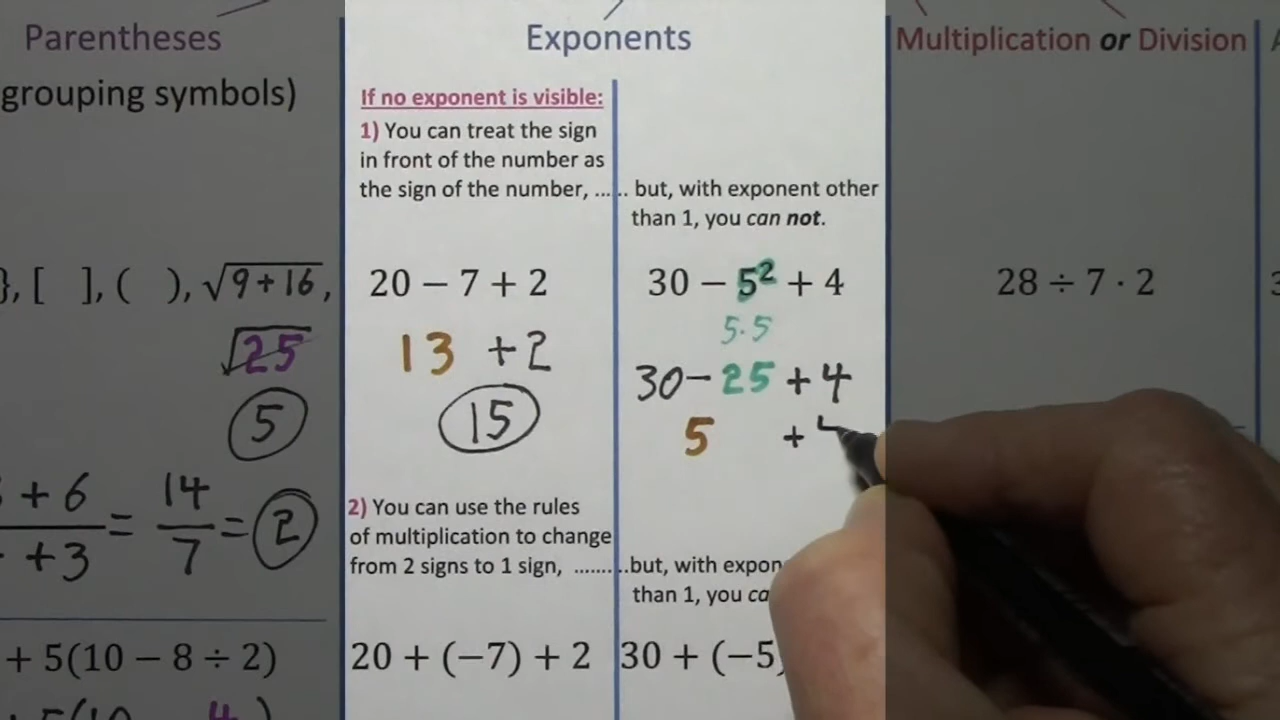 Parentheses
grouping symbols)
}, [ ], ( ), √9+16,
√25
5
+ 6 = 14 = 2
+ 3 7
+ 5(10 − 8 ÷ 2)
4
Exponents
If no exponent is visible:
1) You can treat the sign
in front of the number as
the sign of the number, .....
20 − 7 + 2
13 +2
15
2) You can use the rules
of multiplication to change
from 2 signs to 1 sign, ........
20 + (−7) + 2
. but, with exponent other
than 1, you can not.
30 − 5² + 4
5·5
30 − 25 + 4
5 +
..but, with expon
than 1, you ca
30 + (−5)
Multiplication or Division
28 ÷ 7 · 2